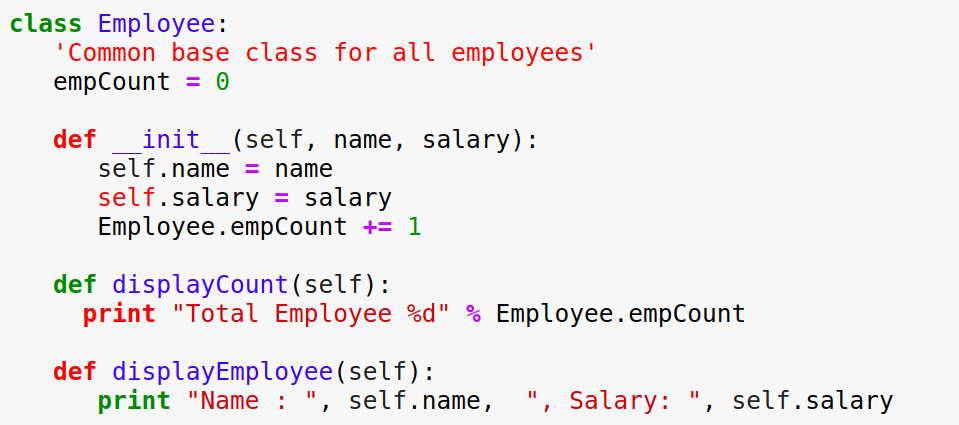 class Employee:
   'Common base class for all employees'
   empCount = 0

   def __init__(self, name, salary):
      self.name = name
      self.salary = salary
      Employee.empCount += 1

   def displayCount(self):
     print "Total Employee %d" % Employee.empCount

   def displayEmployee(self):
      print "Name : ", self.name,  ", Salary: ", self.salary